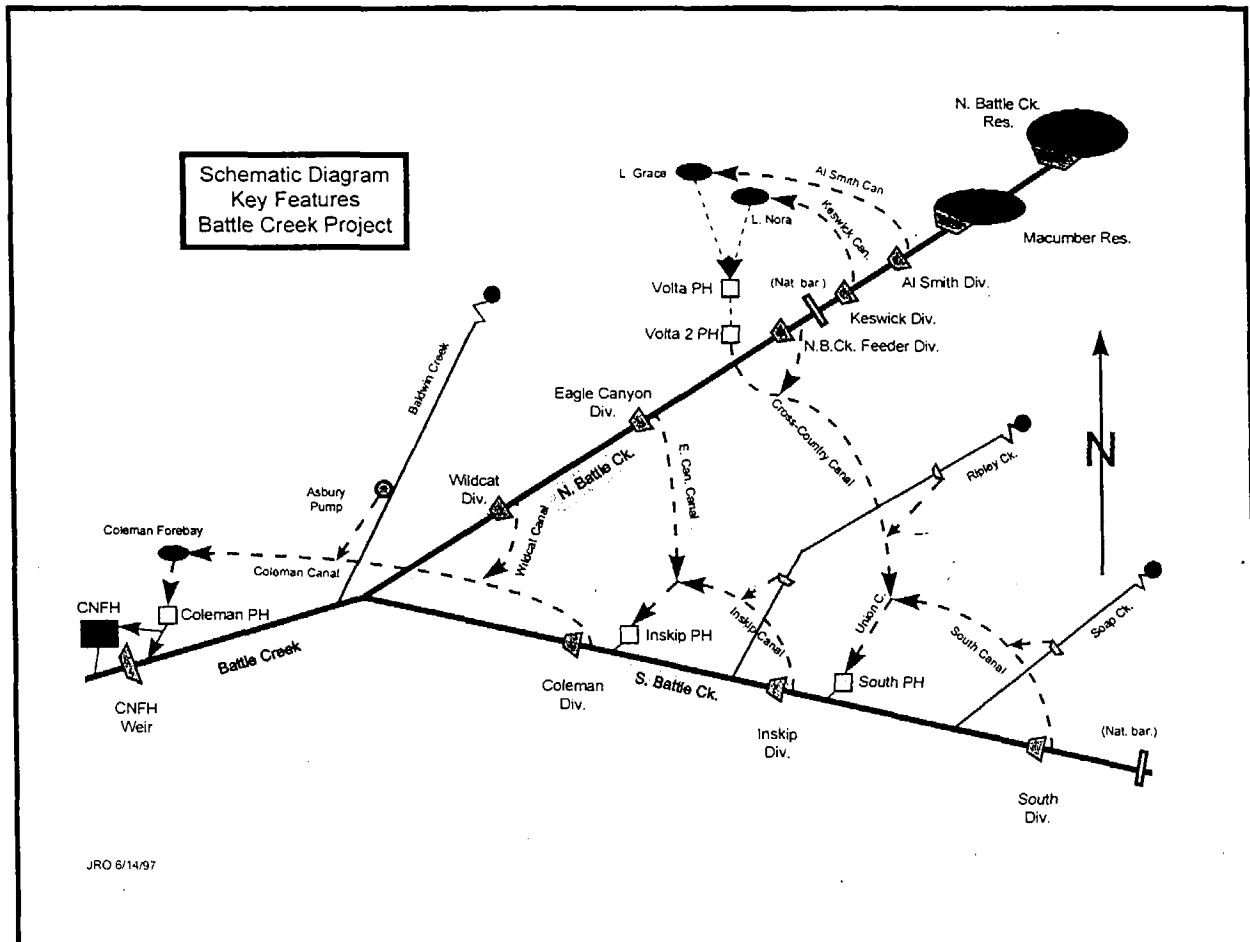 N. Battle Ck.
Res.
Schematic Diagram
Key Features
Battle Creek Project
L. Grace
Al Smith Can
L. Nora
Keswick Can.
Macumber Res.
Volta PH
(Nat. bar.)
Al Smith Div.
Keswick Div.
Volta 2 PH
N.B.Ck. Feeder Div.
Baldwin Creek
Eagle Canyon
Div.
Cross-Country Canal
N
E. Can. Canal
N. Battle Ck.
Ripley Ck.
Wildcat
Div.
Asbury
Pump
Wildcat Canal
Coleman Forebay
Coleman Canal
CNFH
Coleman PH
Inskip PH
Inskip Canal
Union C.
South Canal
Soap Ck.
Battle Creek
Coleman
Div.
S. Battle Ck.
South PH
CNFH
Weir
Inskip
Div.
(Nat. bar.)
South
Div.
JRO 6/14/97